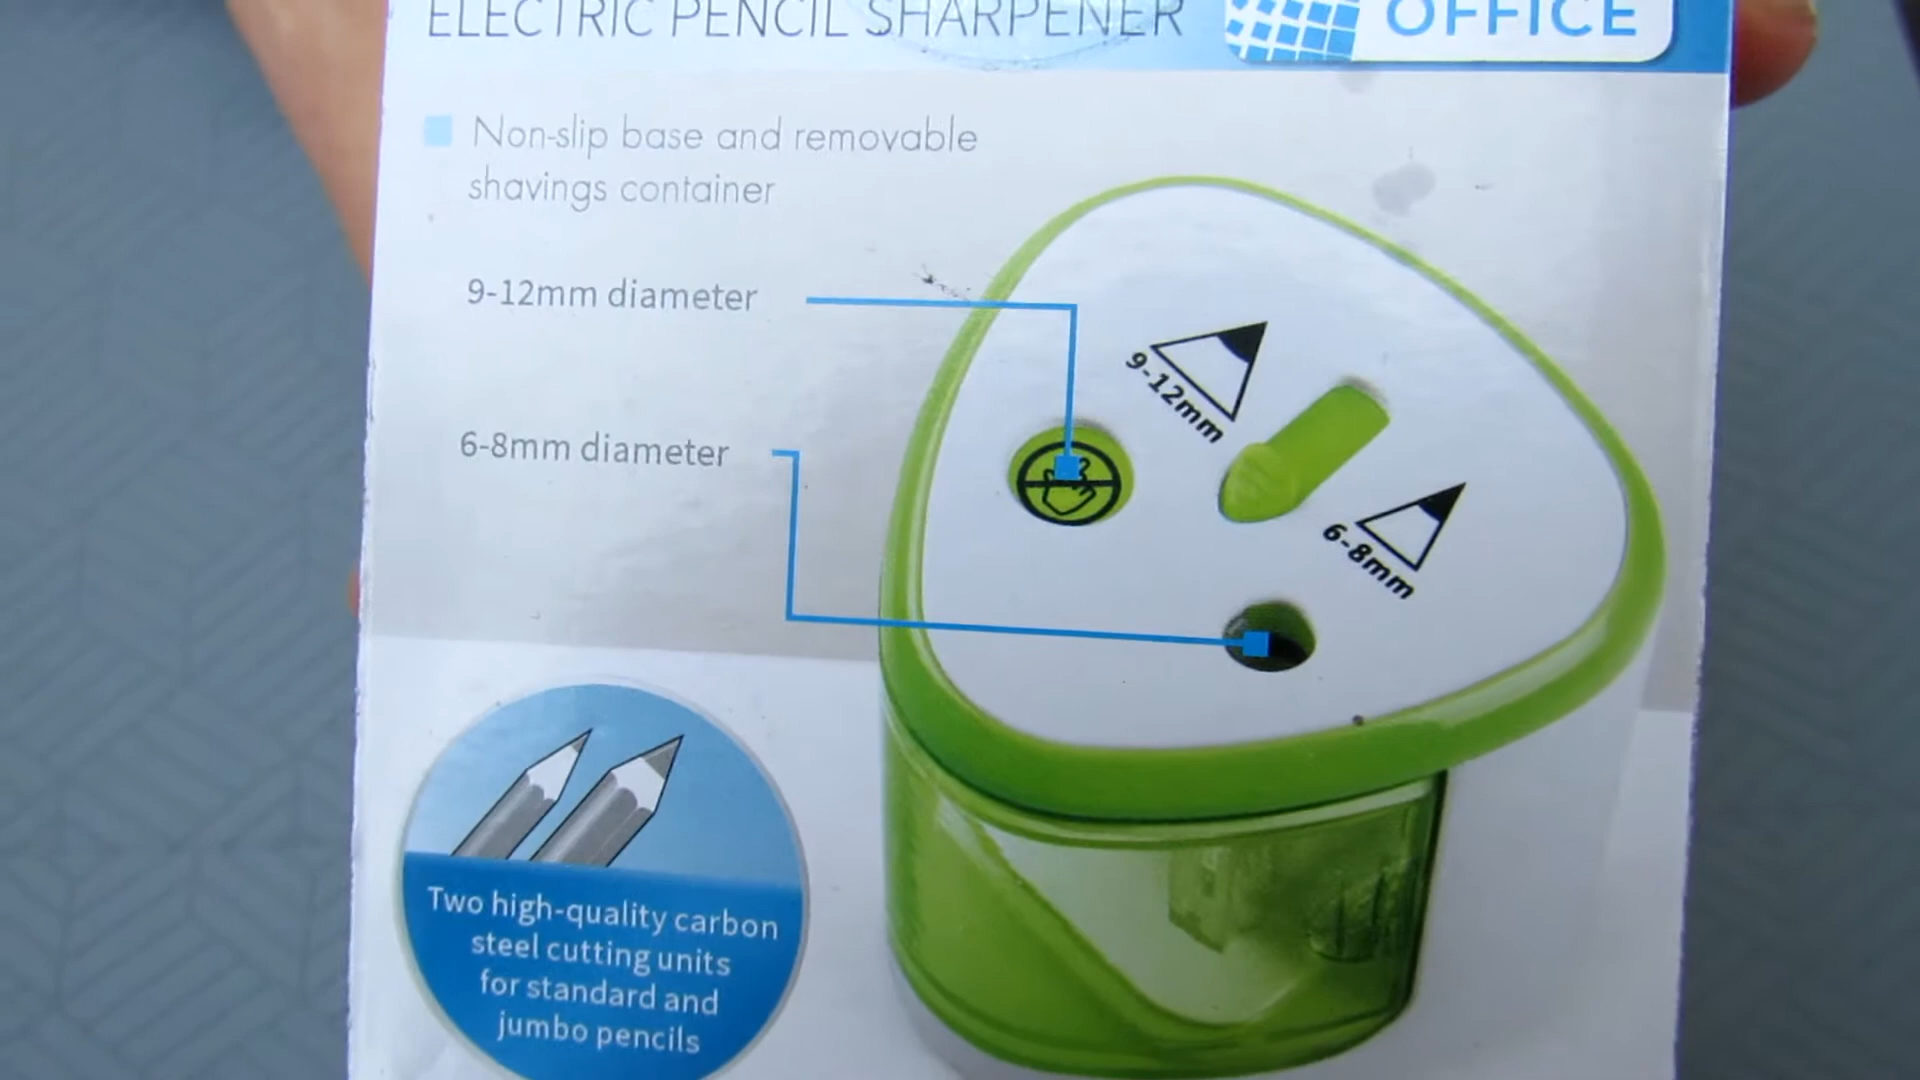 ELECTRIC PENCIL SHARPENER
OFFICE
Non-slip base and removable
shavings container
9-12mm diameter
9-12mm
6-8mm diameter
6-8mm
Two high-quality carbon
steel cutting units
for standard and
jumbo pencils